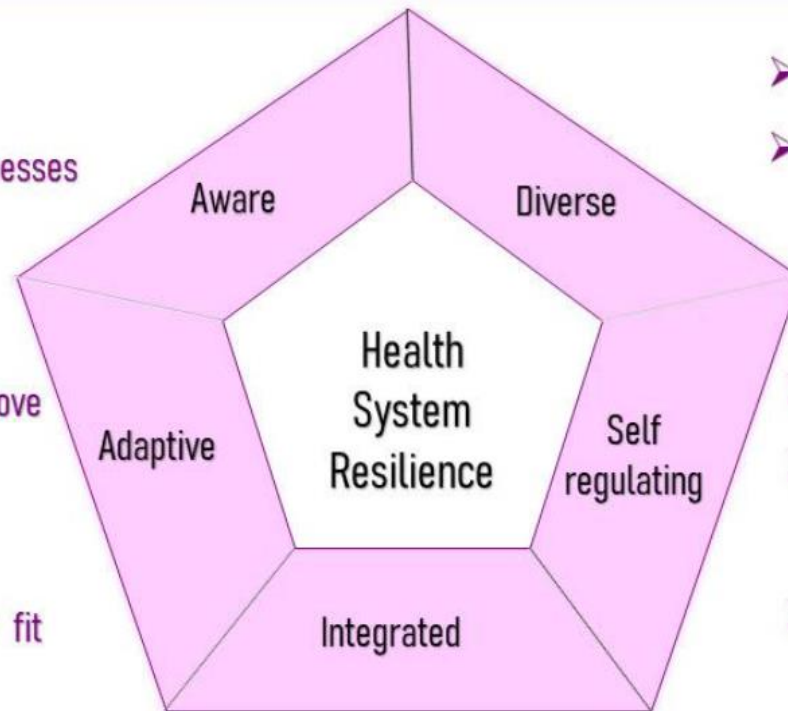 esses
Aware
Diverse
Health
System
Resilience
ove
Adaptive
Self
regulating
fit
Integrated